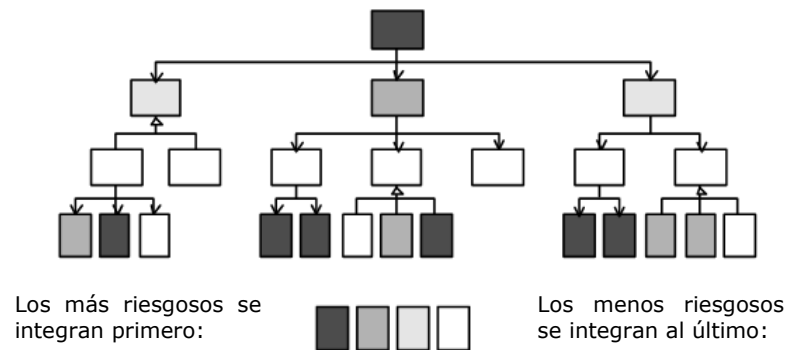 Los más riesgosos se
integran primero:
Los menos riesgosos
se integran al último: